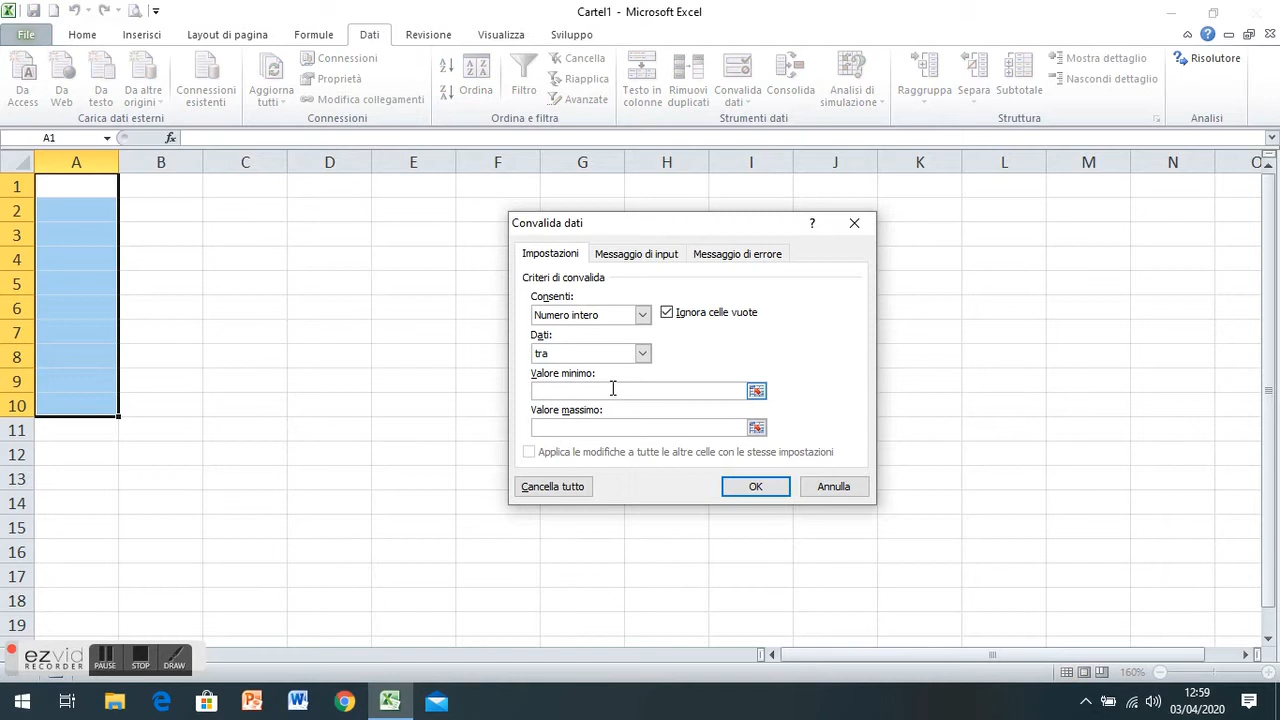 Cartel1 - Microsoft Excel
File Home Inserisci Layout di pagina Formule Dati Revisione Visualizza Sviluppo
Da Access
Da Web
Da testo
Da altre origini
Connessioni esistenti
Carica dati esterni
Aggiorna tutti
Connessioni
Proprietà
Modifica collegamenti
Connessioni
Ordina
Filtro
Cancella
Riapplica
Avanzate
Ordina e filtra
Testo in colonne
Rimuovi duplicati
Convalida dati
Consolida
Analisi di simulazione
Strumenti dati
Raggruppa
Separa
Subtotale
Mostra dettaglio
Nascondi dettaglio
Struttura
Risolutore
Analisi
A1 fx
A B C D E F G H I J K L M N O
1
2
3
4
5
6
7
8
9
10
11
12
13
14
15
16
17
18
19
Convalida dati ?
Impostazioni Messaggio di input Messaggio di errore
Criteri di convalida
Consenti:
Numero intero Ignora celle vuote
Dati:
tra
Valore minimo:
Valore massimo:
Applica le modifiche a tutte le altre celle con le stesse impostazioni
Cancella tutto OK Annulla
ezvid
RECORDER
PAUSE STOP DRAW
160%
12:59
03/04/2020